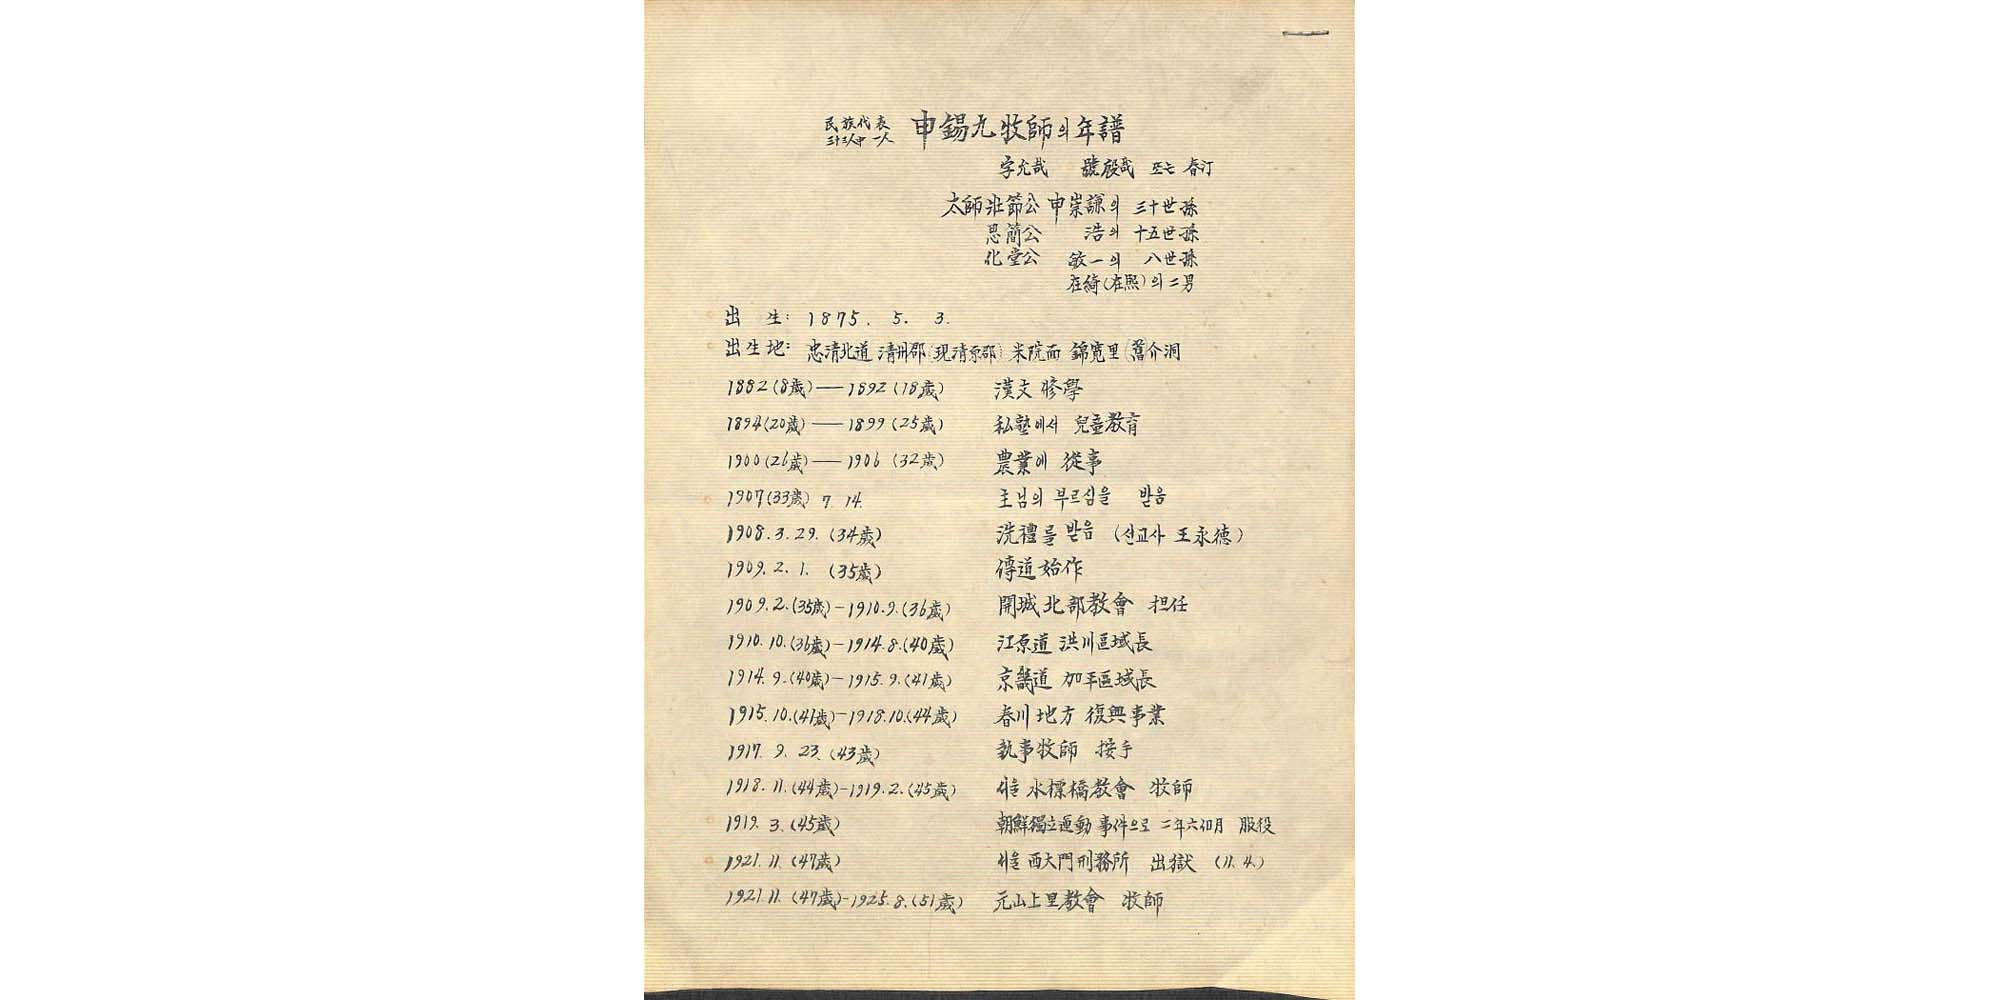 民族代表
三十三人中 一人
申錫九牧師의 年譜
字允哉 號殷哉 또는 春汀
太師壯節公 申崇謙의 三十世孫
思簡公 浩의 十五世孫
化堂公 敏一의 八世孫
在綺(在熙)의 二男
出 生: 1875. 5. 3.
出生地: 忠淸北道 淸州郡(現淸原郡) 米院面 錦寬里(舊介洞
1882(8歲)——1892(18歲) 漢文 修學
1894(20歲)——1899(25歲) 私塾에서 兒童敎育
1900(26歲)——1906(32歲) 農業에 從事
1907(33歲) 7. 14. 主님의 부르심을 받음
1908.3.29.(34歲) 洗禮를 받음 (선교사 王永德)
1909.2.1.(35歲) 傳道始作
1909.2.(35歲)-1910.9.(36歲) 開城北部敎會 担任
1910.10.(36歲)-1914.8.(40歲) 江原道 洪川區域長
1914.9.(40歲)-1915.9.(41歲) 京畿道 加平區域長
1915.10.(41歲)-1918.10.(44歲) 春川地方 復興事業
1917. 9. 23.(43歲) 執事牧師 按手
1918.11.(44歲)-1919.2.(45歲) 서울 水標橋敎會 牧師
1919. 3.(45歲) 朝鮮獨立運動 事件으로 二年六個月 服役
1921.11.(47歲) 서울 西大門刑務所 出獄 (11.4.)
1921.11.(47歲)-1925.8.(51歲) 元山上里敎會 牧師